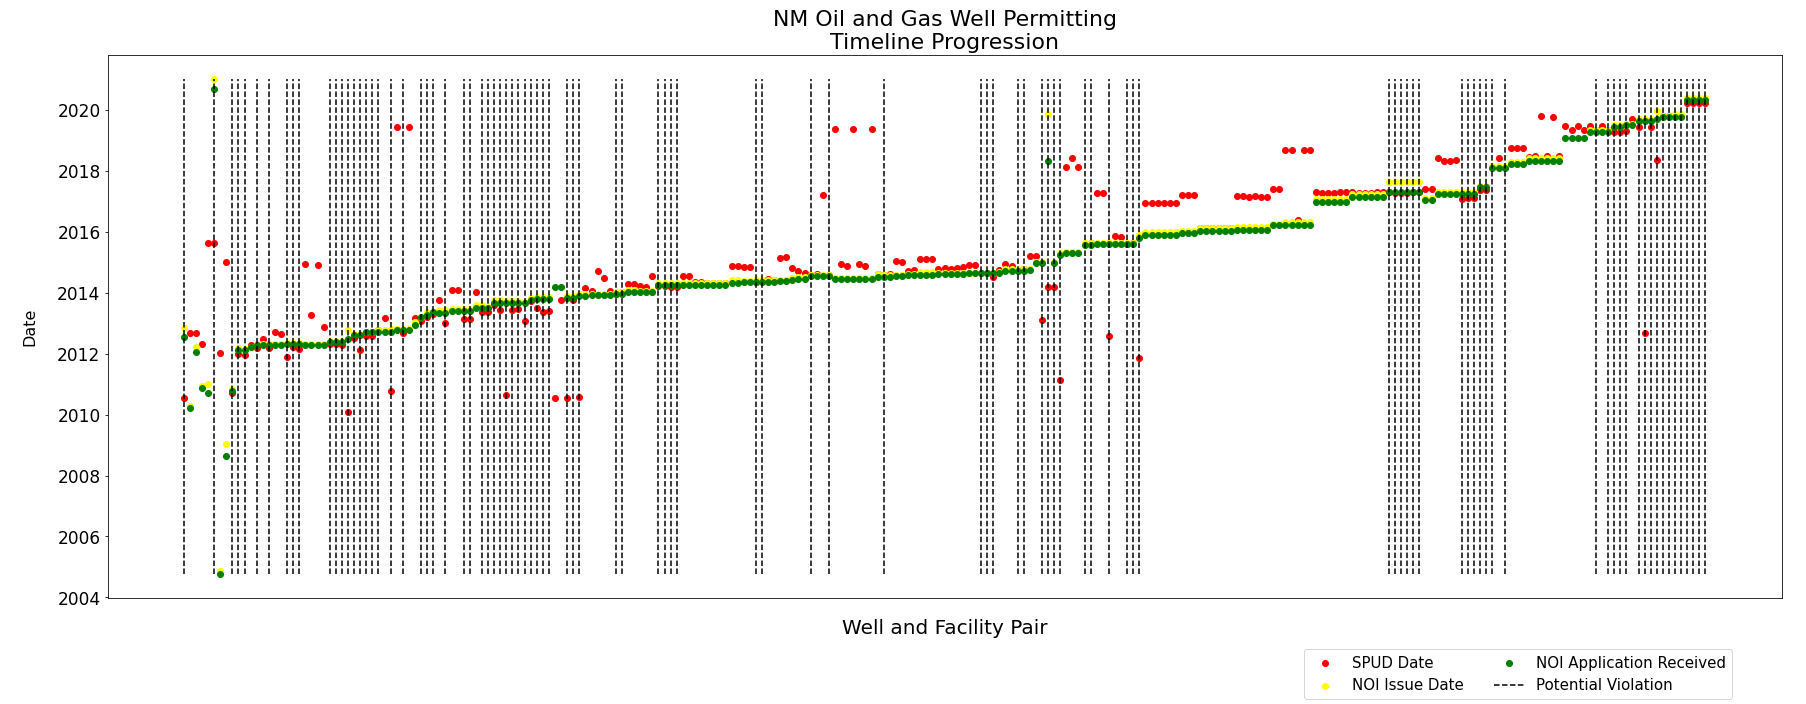 NM Oil and Gas Well Permitting
Timeline Progression
Date
2020
2018
2016
2014
2012
2010
2008
2006
2004
Well and Facility Pair
SPUD Date
NOI Issue Date
NOI Application Received
Potential Violation